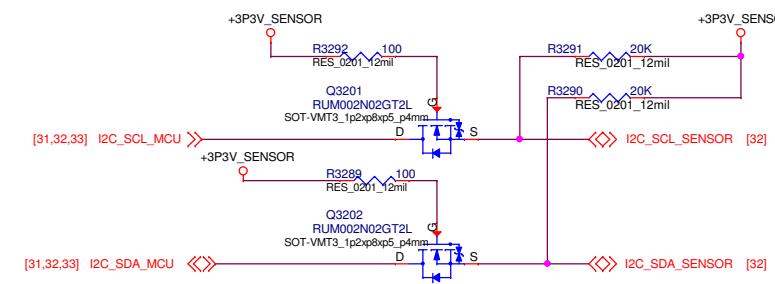 +3P3V_SENSOR
+3P3V_SENS
R3292 100
RES_0201_12mil
R3291 20K
RES_0201_12mil
R3290 20K
RES_0201_12mil
Q3201
RUM002N02GT2L
SOT-VMT3_1p2xp8xp5_p4mm
G
D
S
[31,32,33] I2C_SCL_MCU
I2C_SCL_SENSOR [32]
+3P3V_SENSOR
R3289 100
RES_0201_12mil
Q3202
RUM002N02GT2L
SOT-VMT3_1p2xp8xp5_p4mm
G
D
S
[31,32,33] I2C_SDA_MCU
I2C_SDA_SENSOR [32]